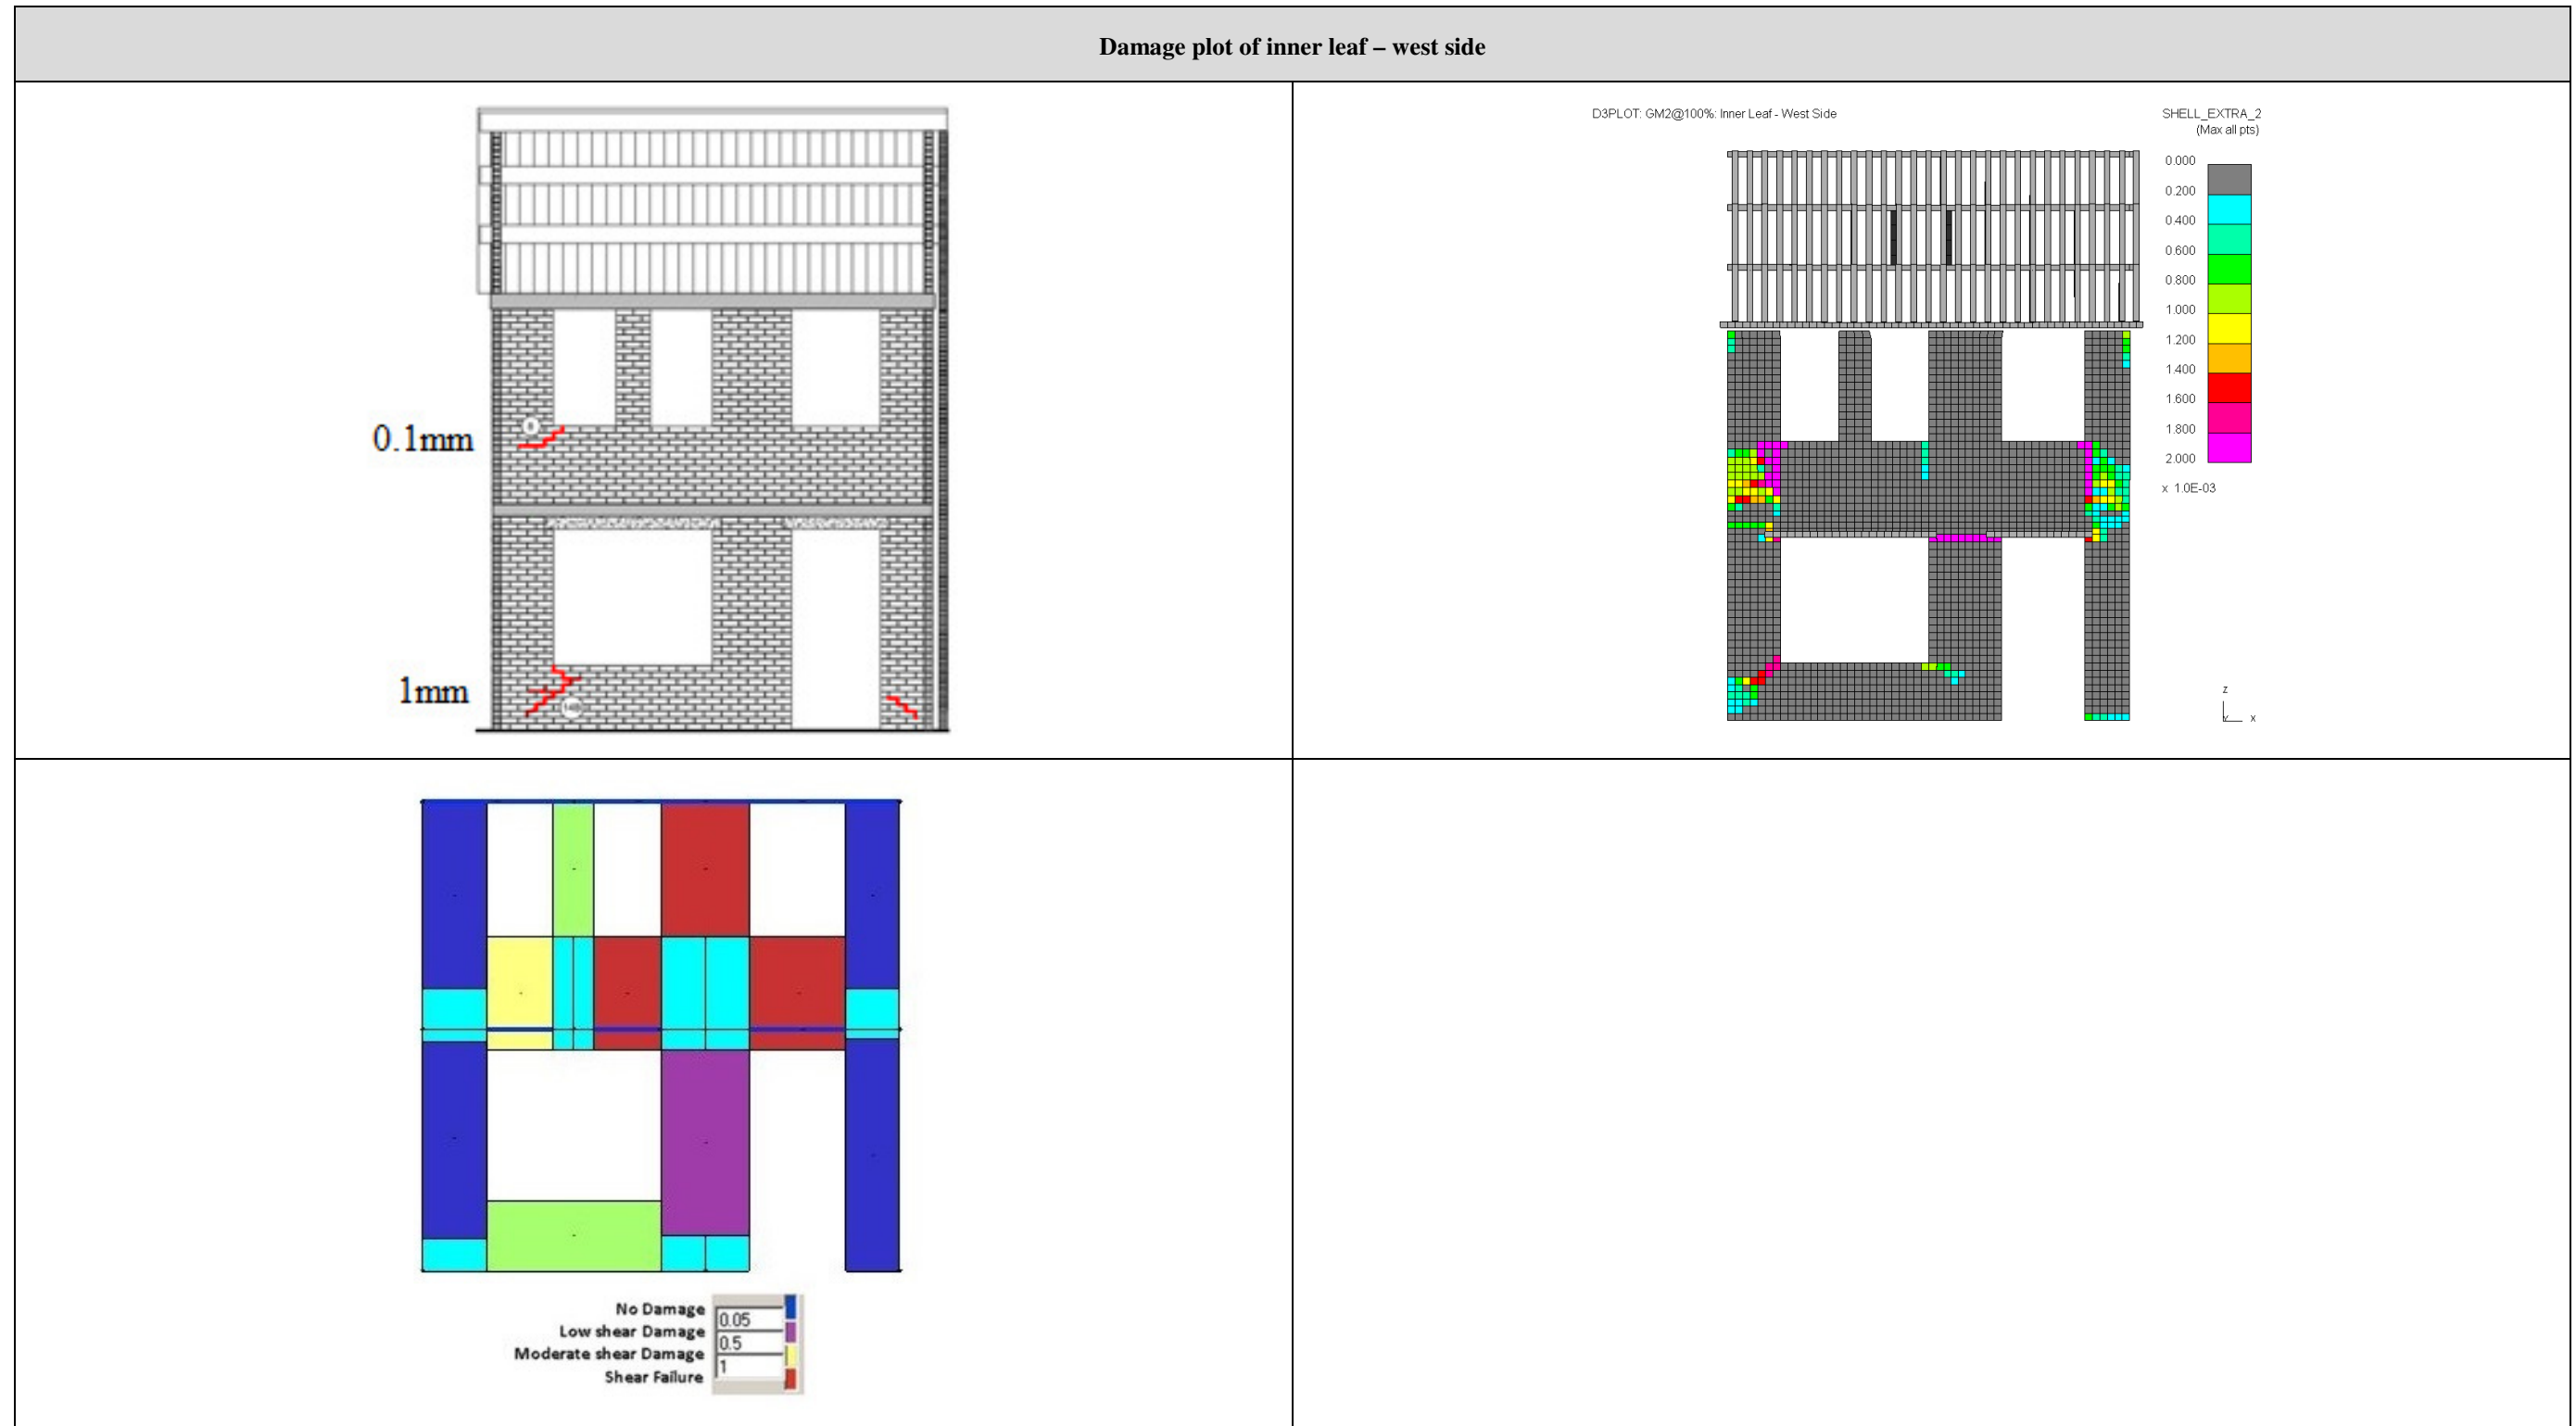 Damage plot of inner leaf – west side
0.1mm
1mm
D3PLOT: GM2@100%: Inner Leaf - West Side
SHELL_EXTRA_2
(Max all pts)
0.000
0.200
0.400
0.600
0.800
1.000
1.200
1.400
1.600
1.800
2.000
x 1.0E-03
Z
Y X
No Damage
0.05
Low shear Damage
0.5
Moderate shear Damage
1
Shear Failure